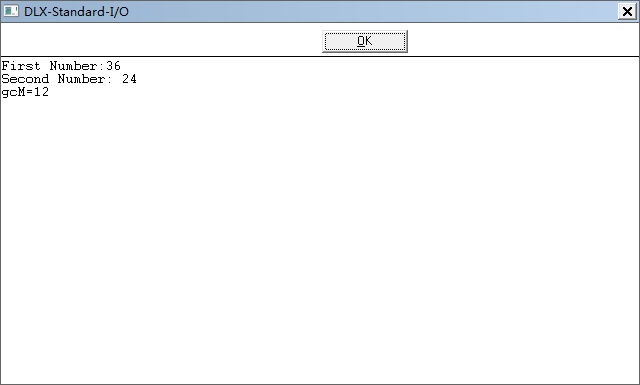 DLX-Standard-I/O
OK
First Number:36
Second Number: 24
gcM=12